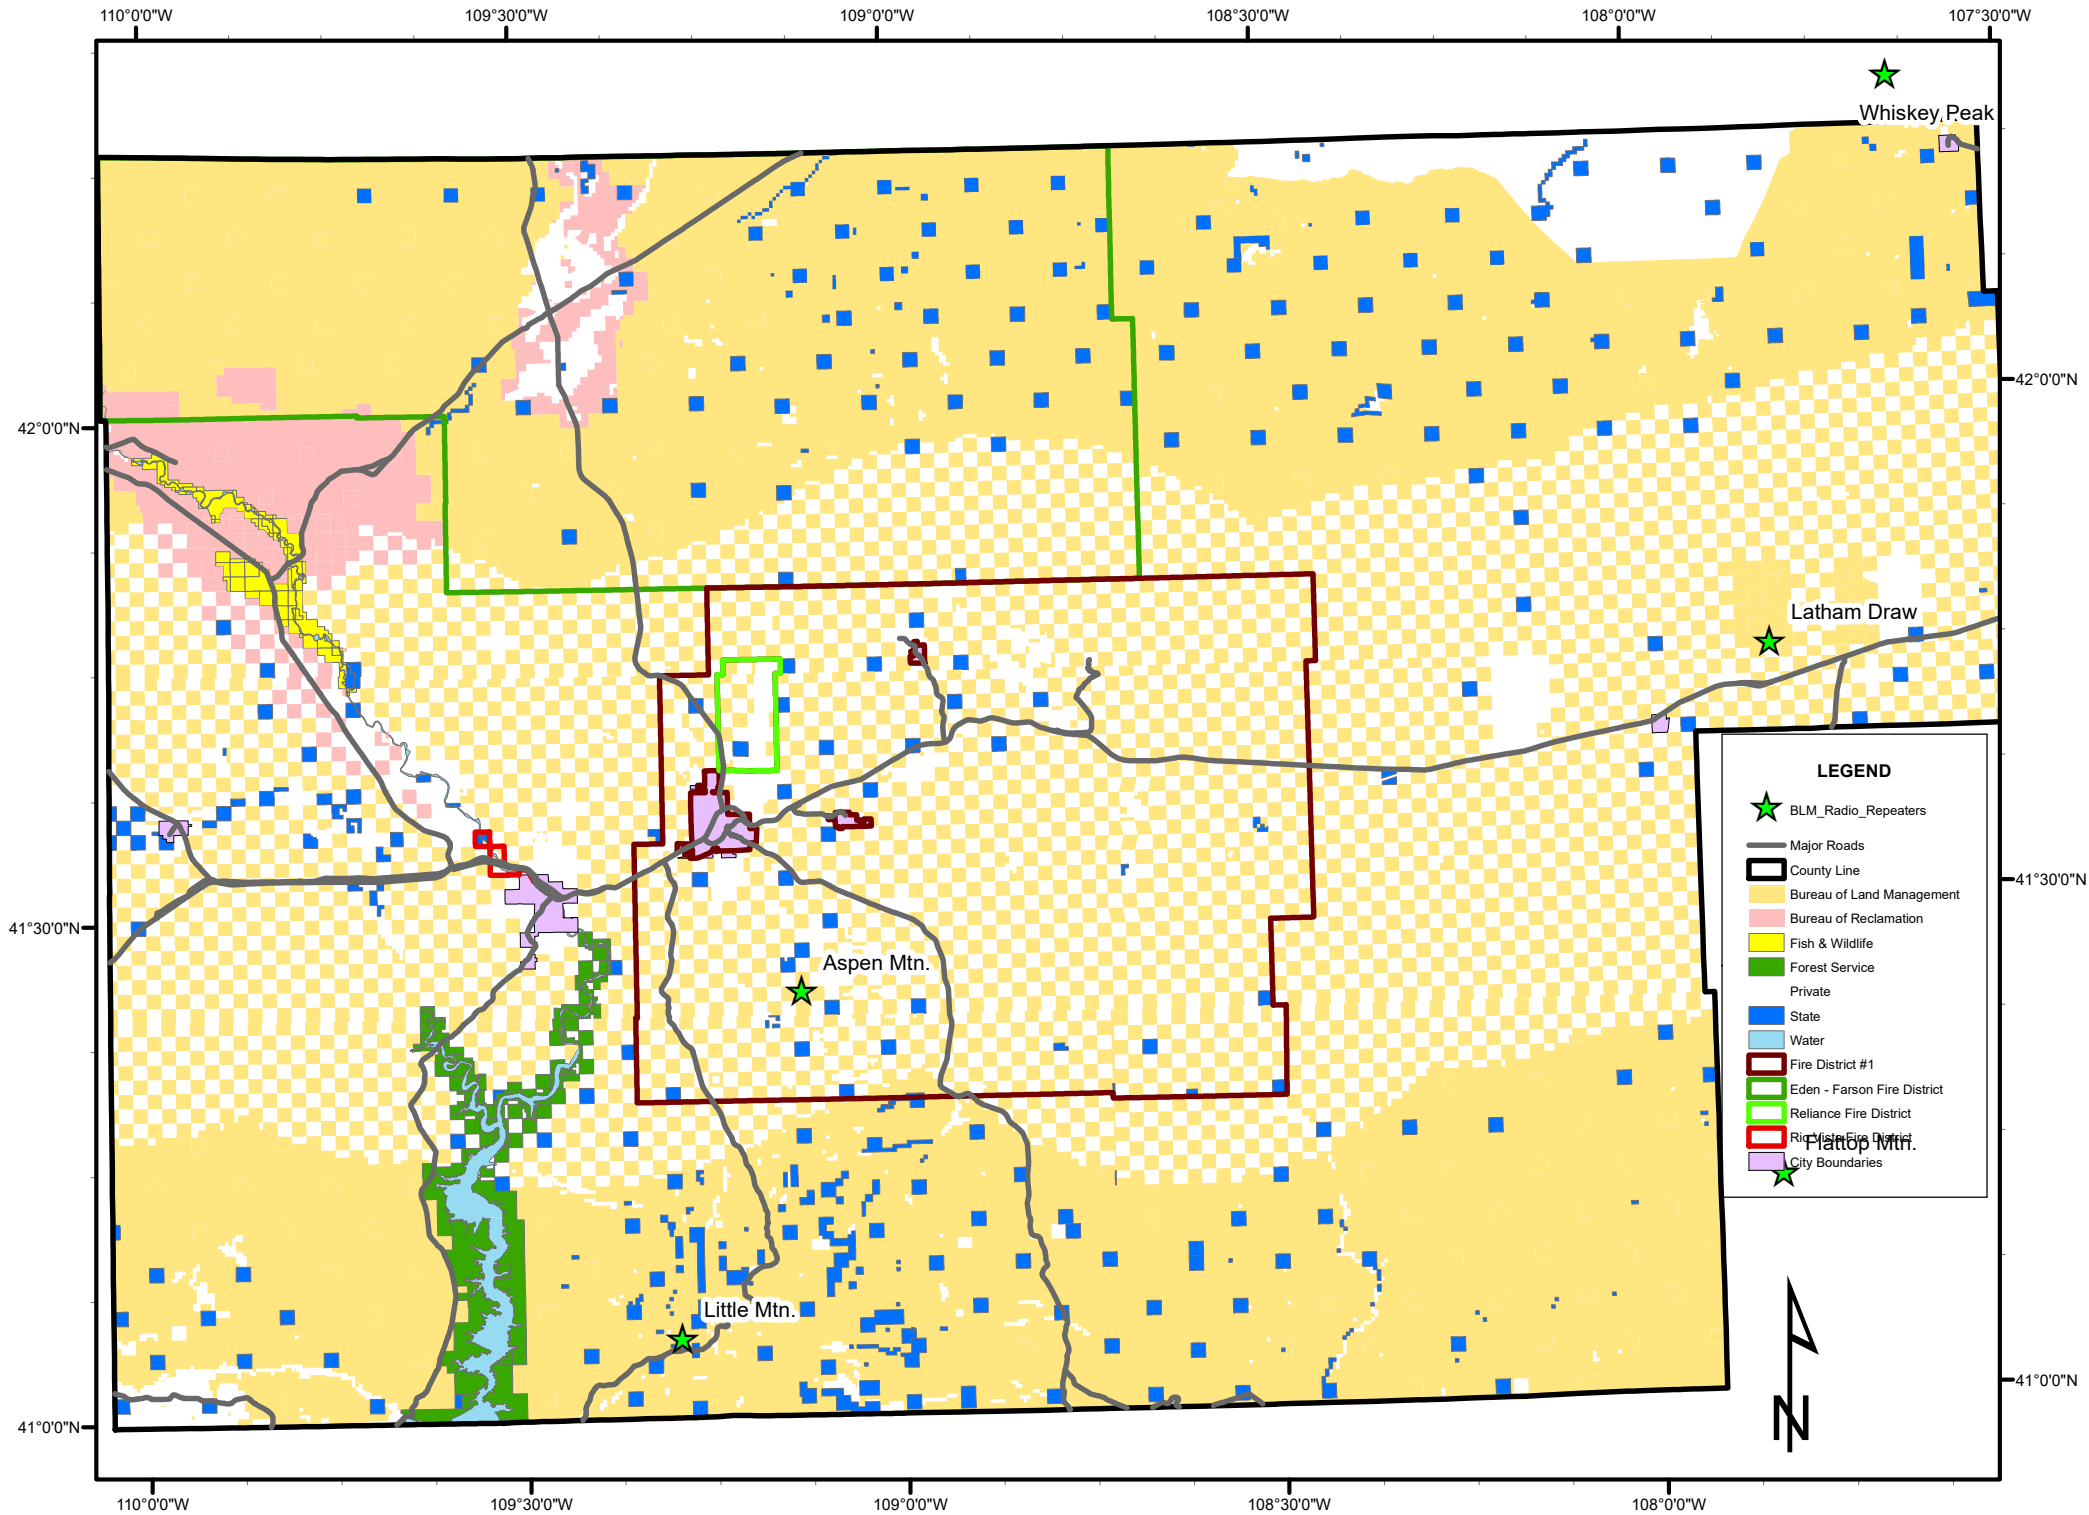 110°0'0"W 109°30'0"W 109°0'0"W 108°30'0"W 108°0'0"W 107°30'0"W
Whiskey Peak
42°0'0"N
42°0'0"N
Latham Draw
LEGEND
BLM_Radio_Repeaters
Major Roads
County Line
41°30'0"N
Bureau of Land Management
Bureau of Reclamation
41°30'0"N
Fish & Wildlife
Aspen Mtn.
Forest Service
Private
State
Water
Fire District #1
Eden - Farson Fire District
Reliance Fire District
Rio Vista Fire District
Flattop Mtn.
City Boundaries
Little Mtn.
41°0'0"N
N
41°0'0"N
110°0'0"W 109°30'0"W 109°0'0"W 108°30'0"W 108°0'0"W